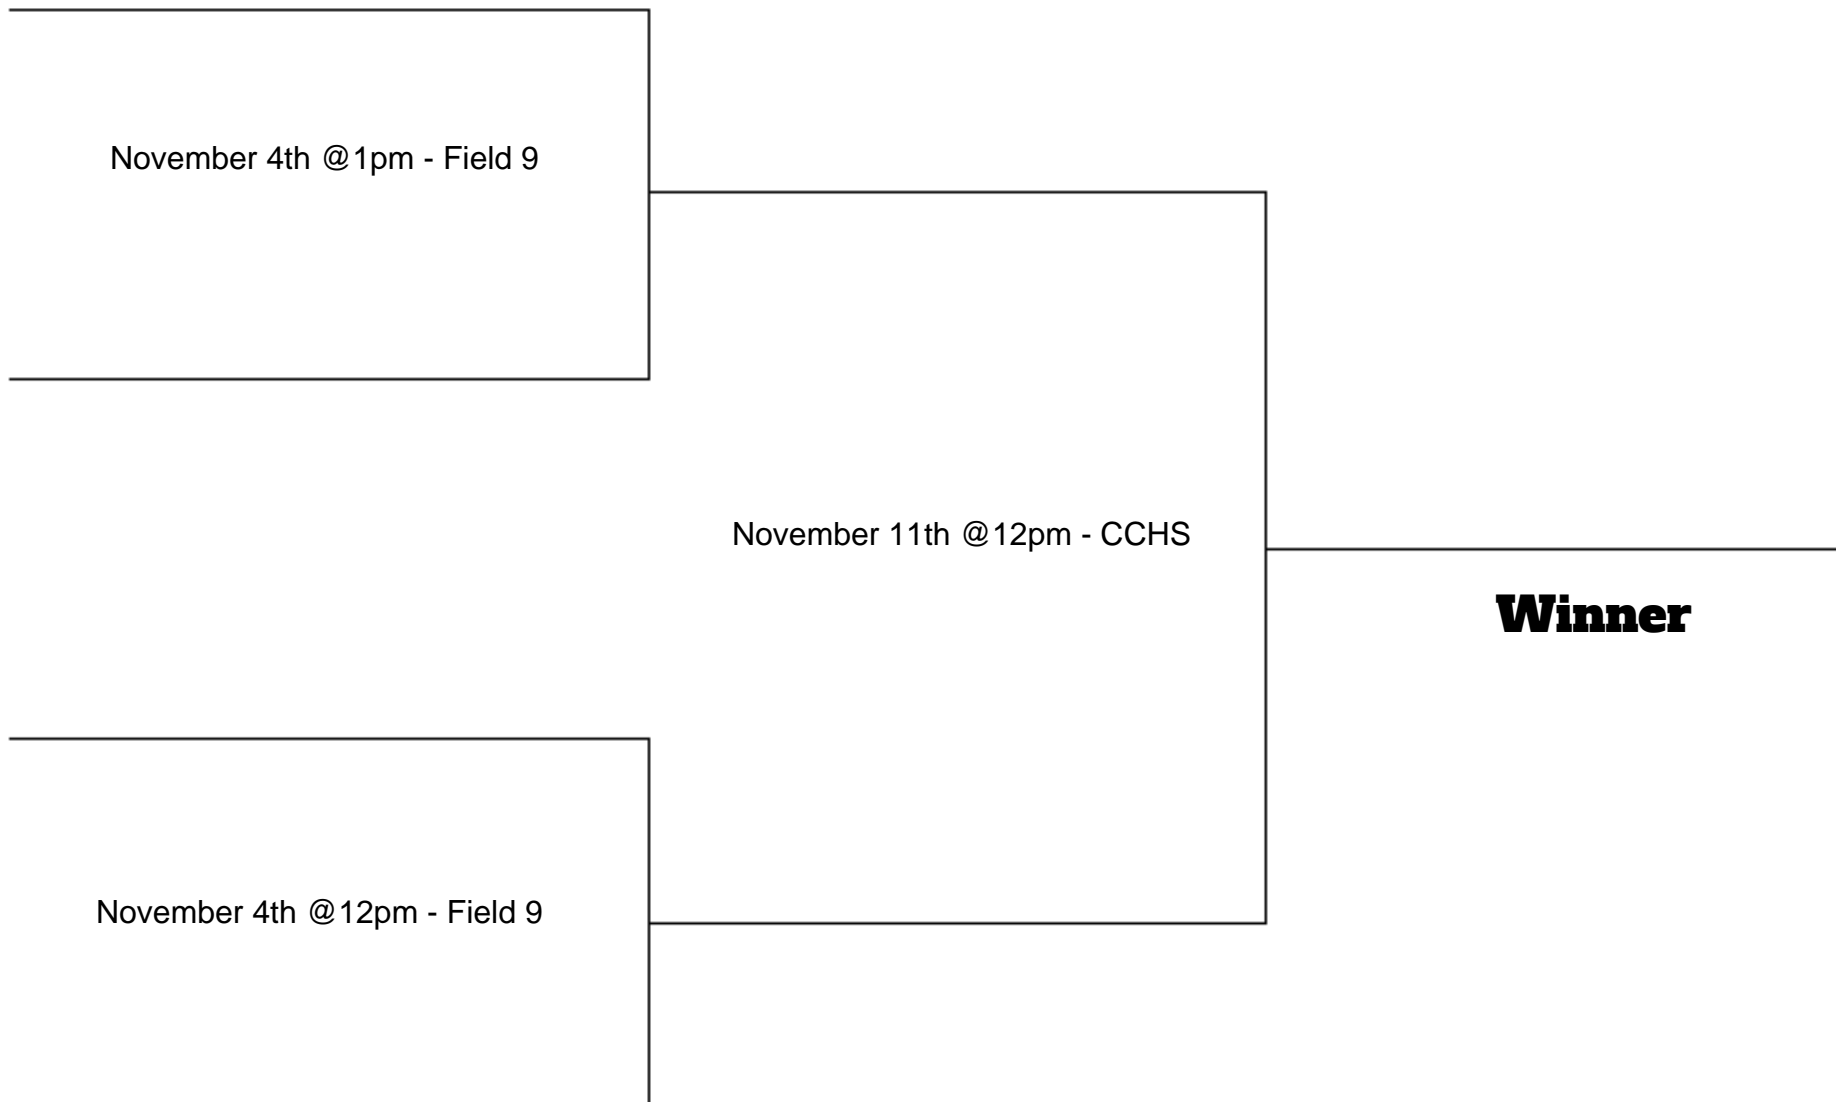 November 4th @1pm - Field 9
November 11th @12pm - CCHS
Winner
November 4th @12pm - Field 9